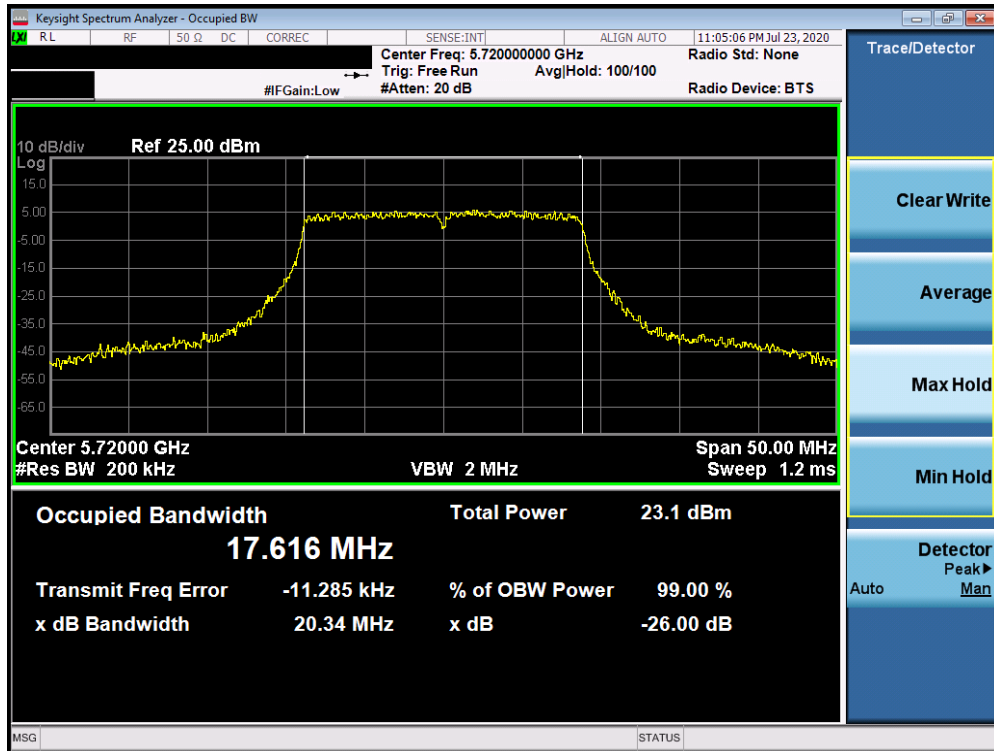 Keysight Spectrum Analyzer - Occupied BW
LXI RL RF 50 Ω DC CORREC SENSE:INT ALIGN AUTO 11:05:06 PM Jul 23, 2020
Center Freq: 5.720000000 GHz Radio Std: None
Trig: Free Run Avg|Hold: 100/100
#IFGain:Low #Atten: 20 dB Radio Device: BTS
10 dB/div Ref 25.00 dBm
Log
15.0
5.00
-5.00
-15.0
-25.0
-35.0
-45.0
-55.0
-65.0
Center 5.72000 GHz Span 50.00 MHz
#Res BW 200 kHz VBW 2 MHz Sweep 1.2 ms
Occupied Bandwidth Total Power 23.1 dBm
17.616 MHz
Transmit Freq Error -11.285 kHz % of OBW Power 99.00 %
x dB Bandwidth 20.34 MHz x dB -26.00 dB
MSG STATUS
Trace/Detector
Clear Write
Average
Max Hold
Min Hold
Detector
Peak▶
Auto Man